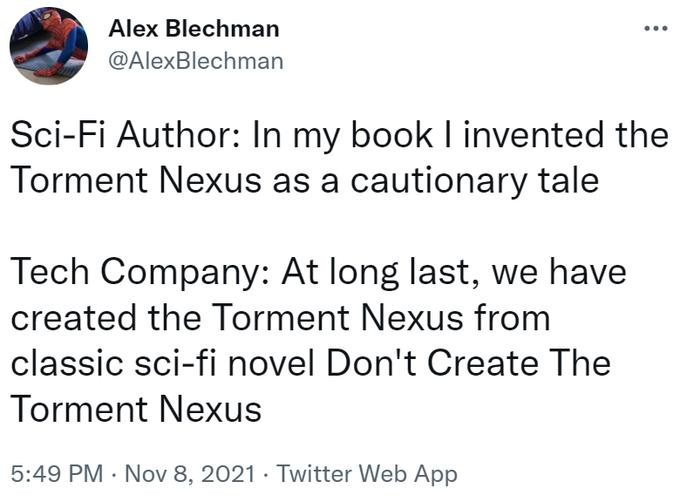 Alex Blechman
@AlexBlechman
Sci-Fi Author: In my book I invented the
Torment Nexus as a cautionary tale
Tech Company: At long last, we have
created the Torment Nexus from
classic sci-fi novel Don't Create The
Torment Nexus
5:49 PM · Nov 8, 2021 · Twitter Web App